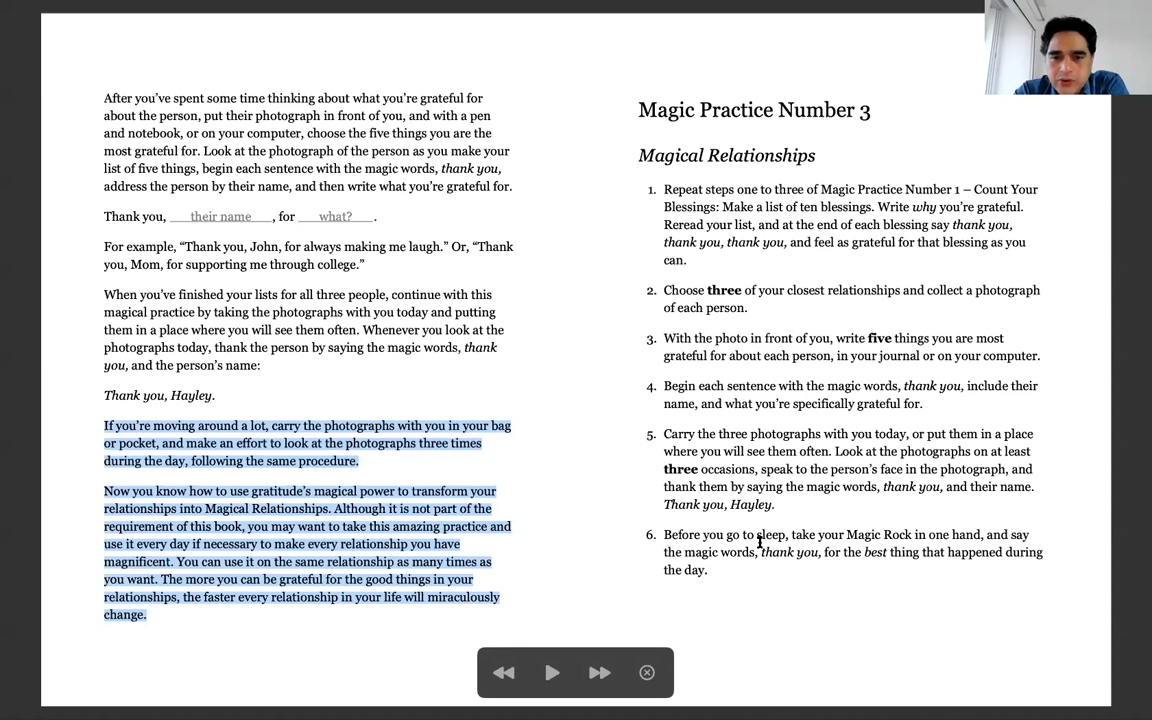 After you’ve spent some time thinking about what you’re grateful for
about the person, put their photograph in front of you, and with a pen
and notebook, or on your computer, choose the five things you are the
most grateful for. Look at the photograph of the person as you make your
list of five things, begin each sentence with the magic words, thank you,
address the person by their name, and then write what you’re grateful for.
Thank you, ___their name___, for ___what?___.
For example, “Thank you, John, for always making me laugh.” Or, “Thank
you, Mom, for supporting me through college.”
When you’ve finished your lists for all three people, continue with this
magical practice by taking the photographs with you today and putting
them in a place where you will see them often. Whenever you look at the
photographs today, thank the person by saying the magic words, thank
you, and the person’s name:
Thank you, Hayley.
If you’re moving around a lot, carry the photographs with you in your bag
or pocket, and make an effort to look at the photographs three times
during the day, following the same procedure.
Now you know how to use gratitude’s magical power to transform your
relationships into Magical Relationships. Although it is not part of the
requirement of this book, you may want to take this amazing practice and
use it every day if necessary to make every relationship you have
magnificent. You can use it on the same relationship as many times as
you want. The more you can be grateful for the good things in your
relationships, the faster every relationship in your life will miraculously
change.
Magic Practice Number 3
Magical Relationships
1. Repeat steps one to three of Magic Practice Number 1 – Count Your
Blessings: Make a list of ten blessings. Write why you’re grateful.
Reread your list, and at the end of each blessing say thank you,
thank you, thank you, and feel as grateful for that blessing as you
can.
2. Choose three of your closest relationships and collect a photograph
of each person.
3. With the photo in front of you, write five things you are most
grateful for about each person, in your journal or on your computer.
4. Begin each sentence with the magic words, thank you, include their
name, and what you’re specifically grateful for.
5. Carry the three photographs with you today, or put them in a place
where you will see them often. Look at the photographs on at least
three occasions, speak to the person’s face in the photograph, and
thank them by saying the magic words, thank you, and their name.
Thank you, Hayley.
6. Before you go to sleep, take your Magic Rock in one hand, and say
the magic words, thank you, for the best thing that happened during
the day.